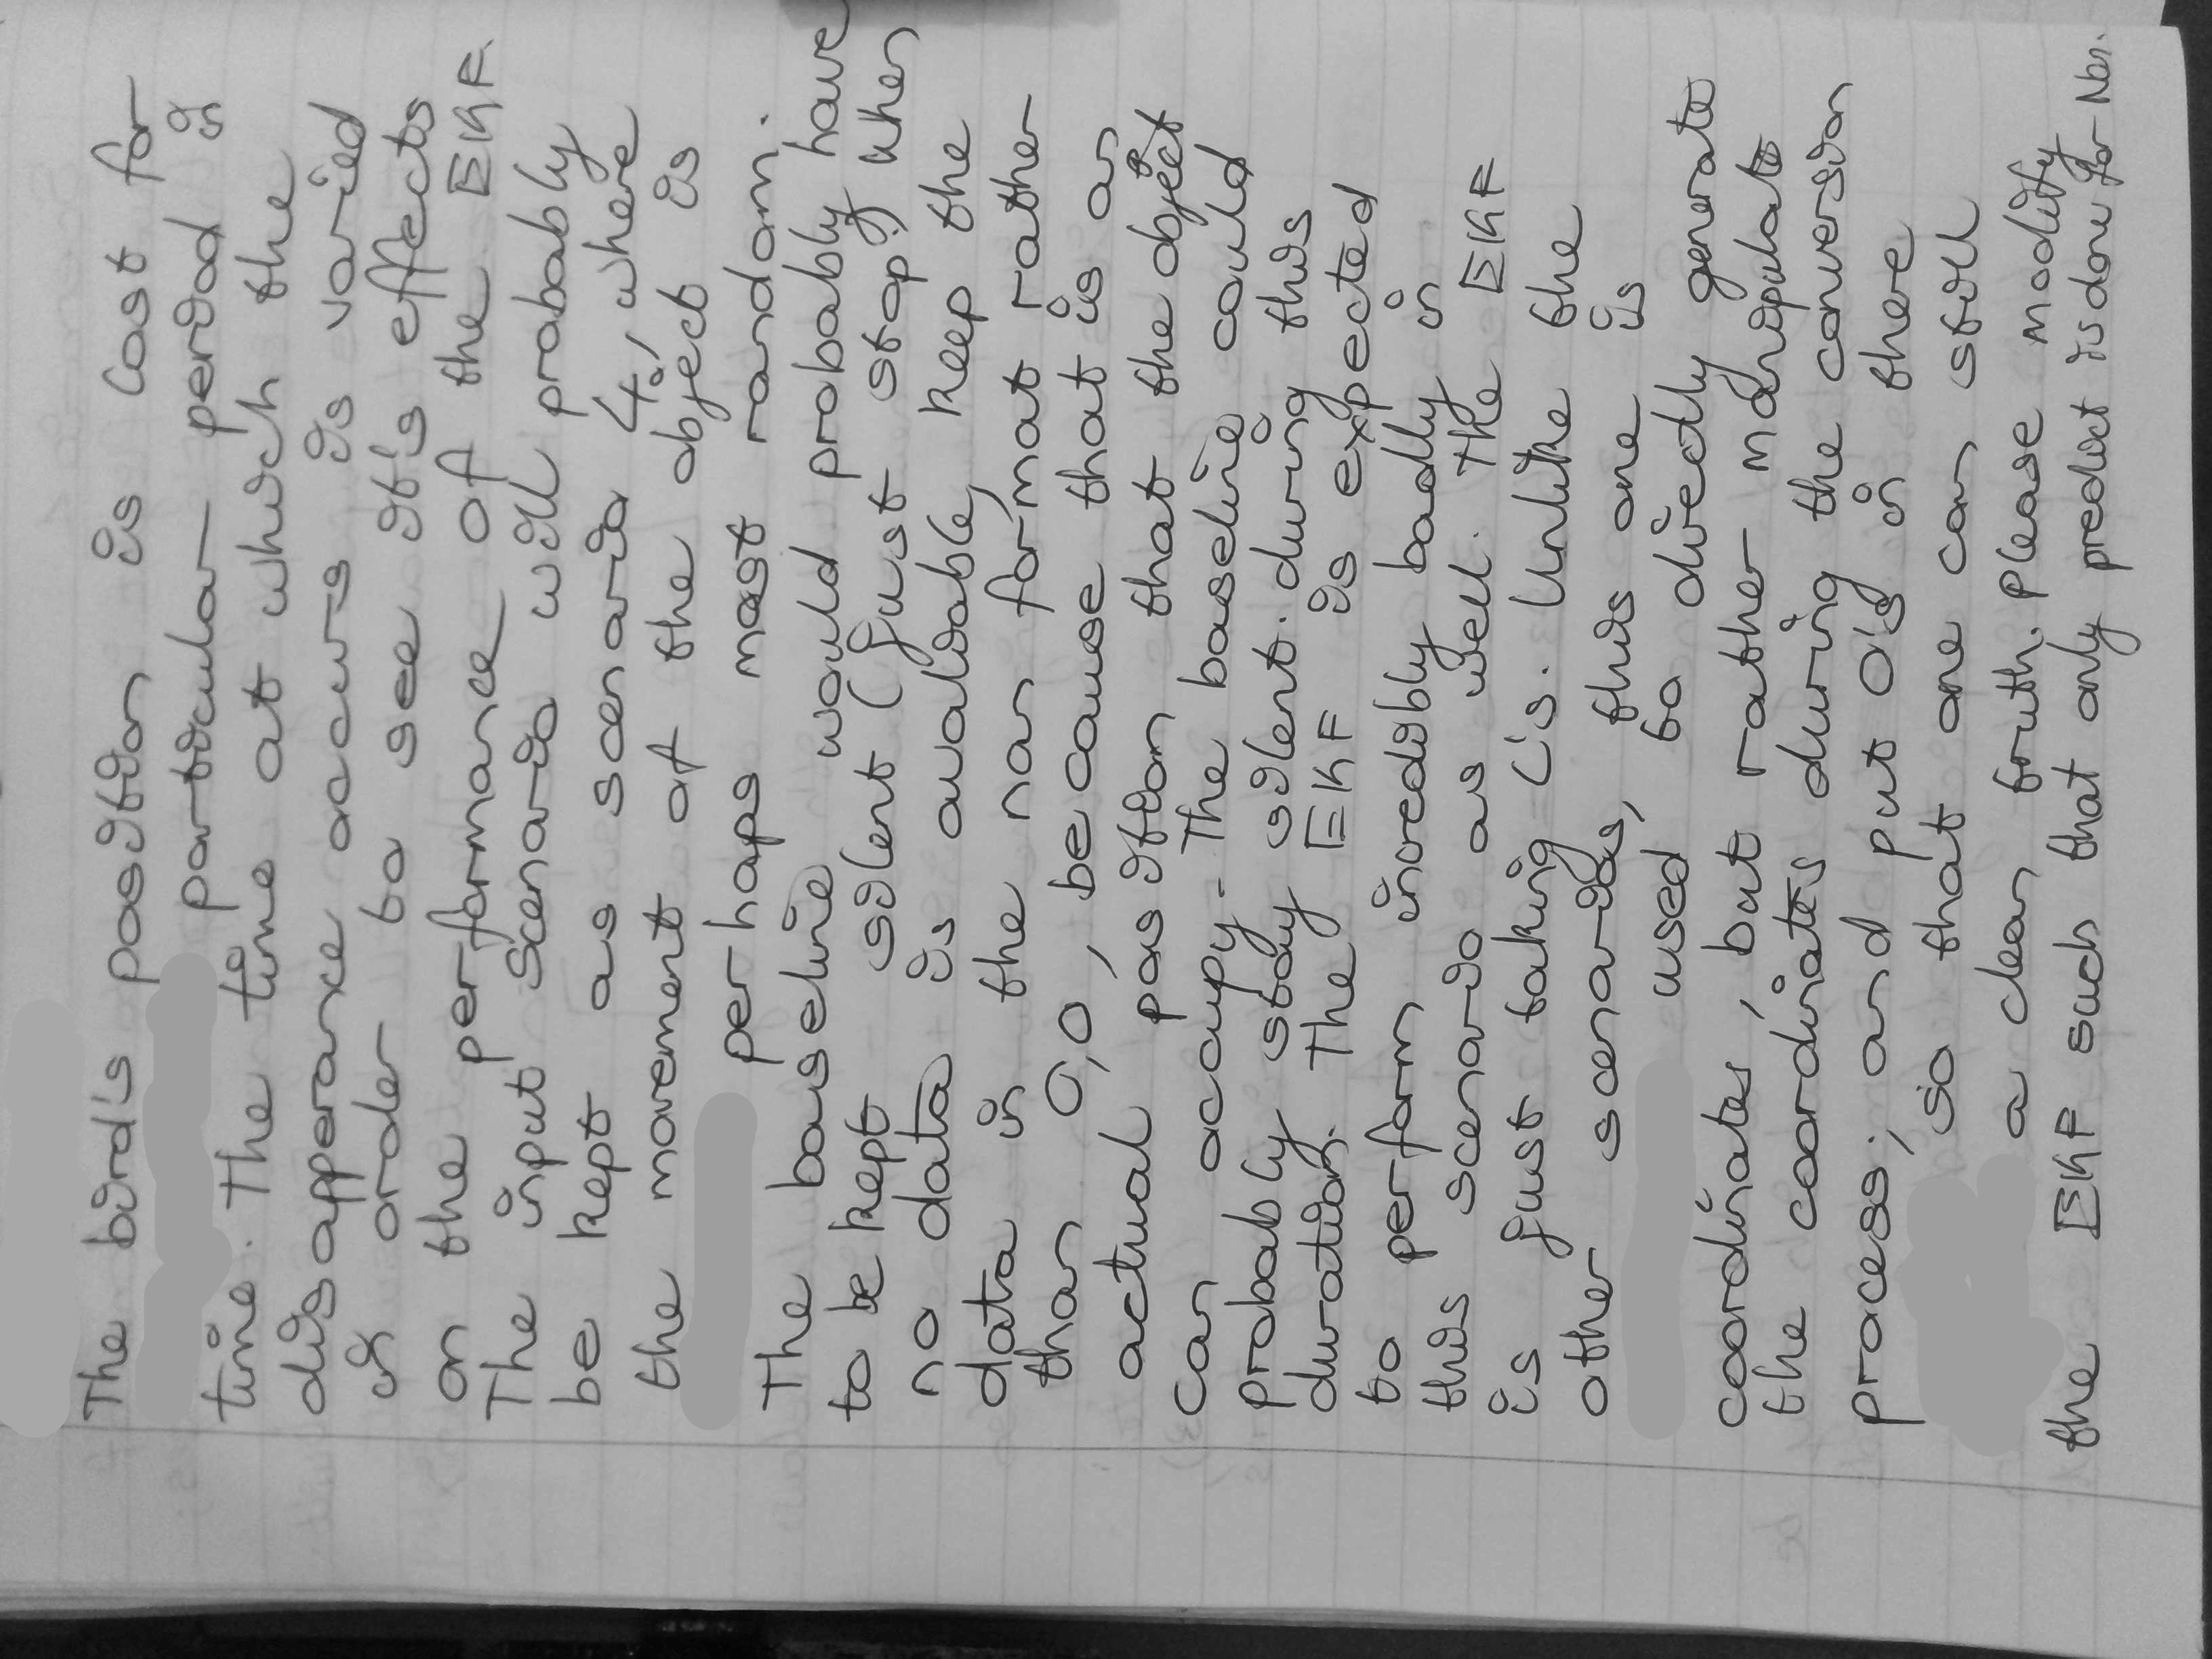 The bird's position is lost for
particular period in
time. The time at which the
disapperance occurs is varied
in order to see it's effects
on the performance of the EKF.
The input scenario will probably
be kept as scenario 4, where
the movement of the object is
perhaps most random.
The baseline would probably have
to be kept silent (just stop) when
no data is available, keep the
data in the nan format rather
than 0,0, because that is an
actual position that the object
can occupy. The baseline could
probably stay silent during this
duration. The EKF is expected
to perform incredibly badly in
this scenario as well. The EKF
is just taking L's. Unlike the
other scenarios, this one is
used to directly generate
coordinates, but rather manipulate
the coordinates during the conversion
process; and put 0's in there
so that one can still
a clean truth. Please modify
the EKF such that only predict is done for Nan.